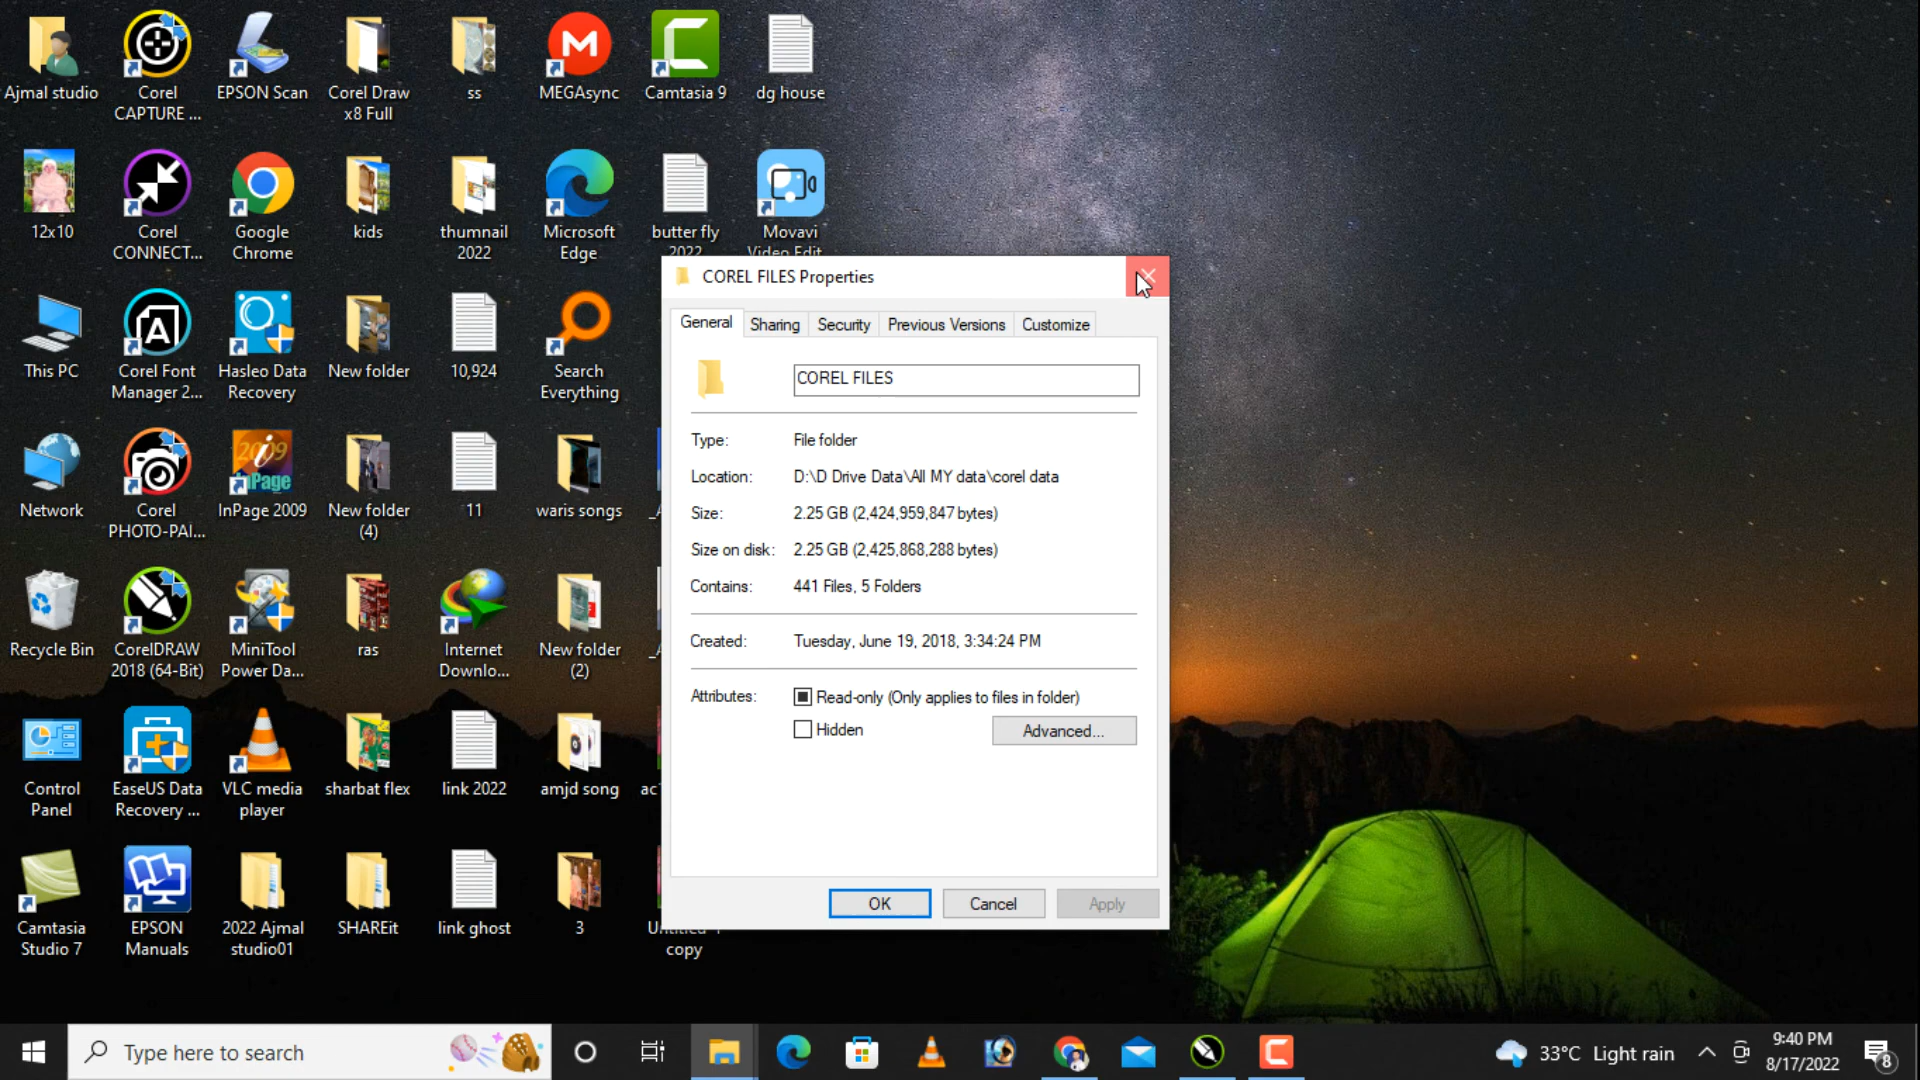 Ajmal studio
Corel
CAPTURE ...
EPSON Scan
Corel Draw
x8 Full
ss
MEGAsync
Camtasia 9
dg house
12x10
Corel
CONNECT...
Google
Chrome
kids
thumnail
2022
Microsoft
Edge
butter fly
2022
Movavi
Video Edit...
This PC
Corel Font
Manager 2...
Hasleo Data
Recovery
New folder
10,924
Search
Everything
Network
Corel
PHOTO-PAI...
2009
InPage
InPage 2009
New folder
(4)
11
waris songs
Recycle Bin
CorelDRAW
2018 (64-Bit)
MiniTool
Power Da...
ras
Internet
Downlo...
New folder
(2)
Control
Panel
EaseUS Data
Recovery ...
VLC media
player
sharbat flex
link 2022
amjd song
Camtasia
Studio 7
EPSON
Manuals
2022 Ajmal
studio01
SHAREit
link ghost
3
copy
COREL FILES Properties
General
Sharing
Security
Previous Versions
Customize
COREL FILES
Type: File folder
Location: D:\D Drive Data\All MY data\corel data
Size: 2.25 GB (2,424,959,847 bytes)
Size on disk: 2.25 GB (2,425,868,288 bytes)
Contains: 441 Files, 5 Folders
Created: Tuesday, June 19, 2018, 3:34:24 PM
Attributes: Read-only (Only applies to files in folder)
Hidden
Advanced...
OK
Cancel
Apply
Type here to search
33°C Light rain
9:40 PM
8/17/2022
8